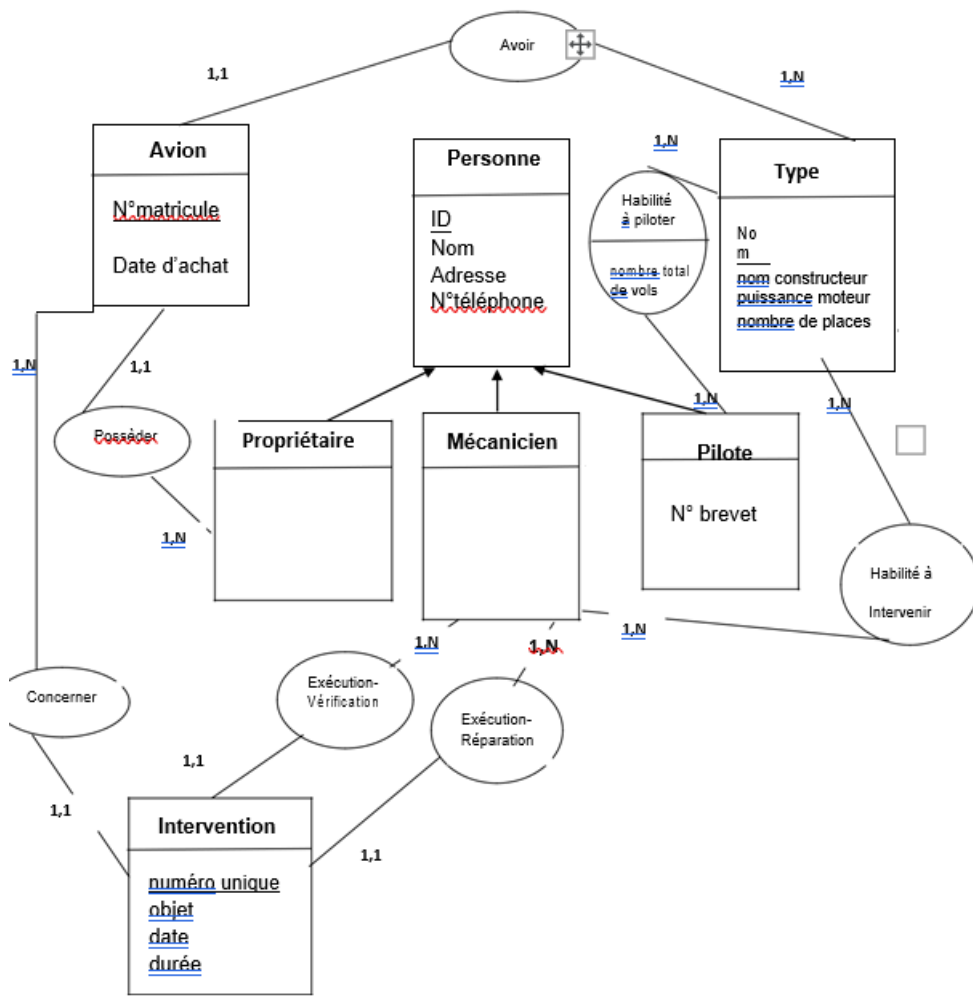 Avoir
1,1
1,N
Avion
N°matricule
Date d'achat
Personne
ID
Nom
Adresse
N°téléphone
1,N
Habilité
à piloter
nombre total
de vols
Type
No
m
nom constructeur
puissance moteur
nombre de places
1,N
1,1
1,N
1,N
Possèder
1,N
Propriétaire
Mécanicien
Pilote
N° brevet
Habilité à
Intervenir
1,N
1,N
1,N
Concerner
Exécution-
Vérification
Exécution-
Réparation
1,1
1,1
1,1
Intervention
numéro unique
objet
date
durée